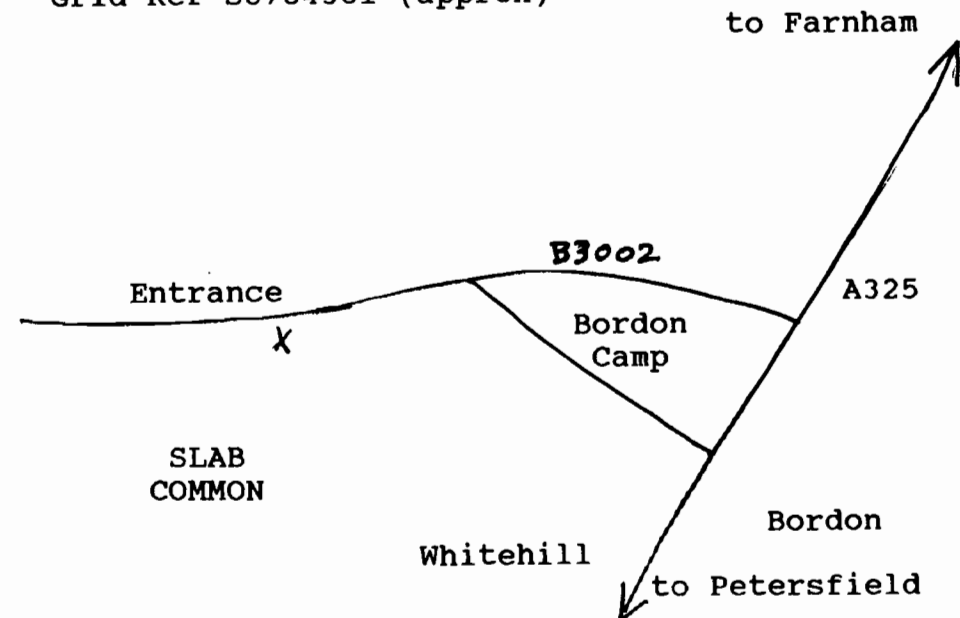 to Farnham
B3002
Entrance
A325
X
Bordon
Camp
SLAB
COMMON
Bordon
Whitehill
to Petersfield